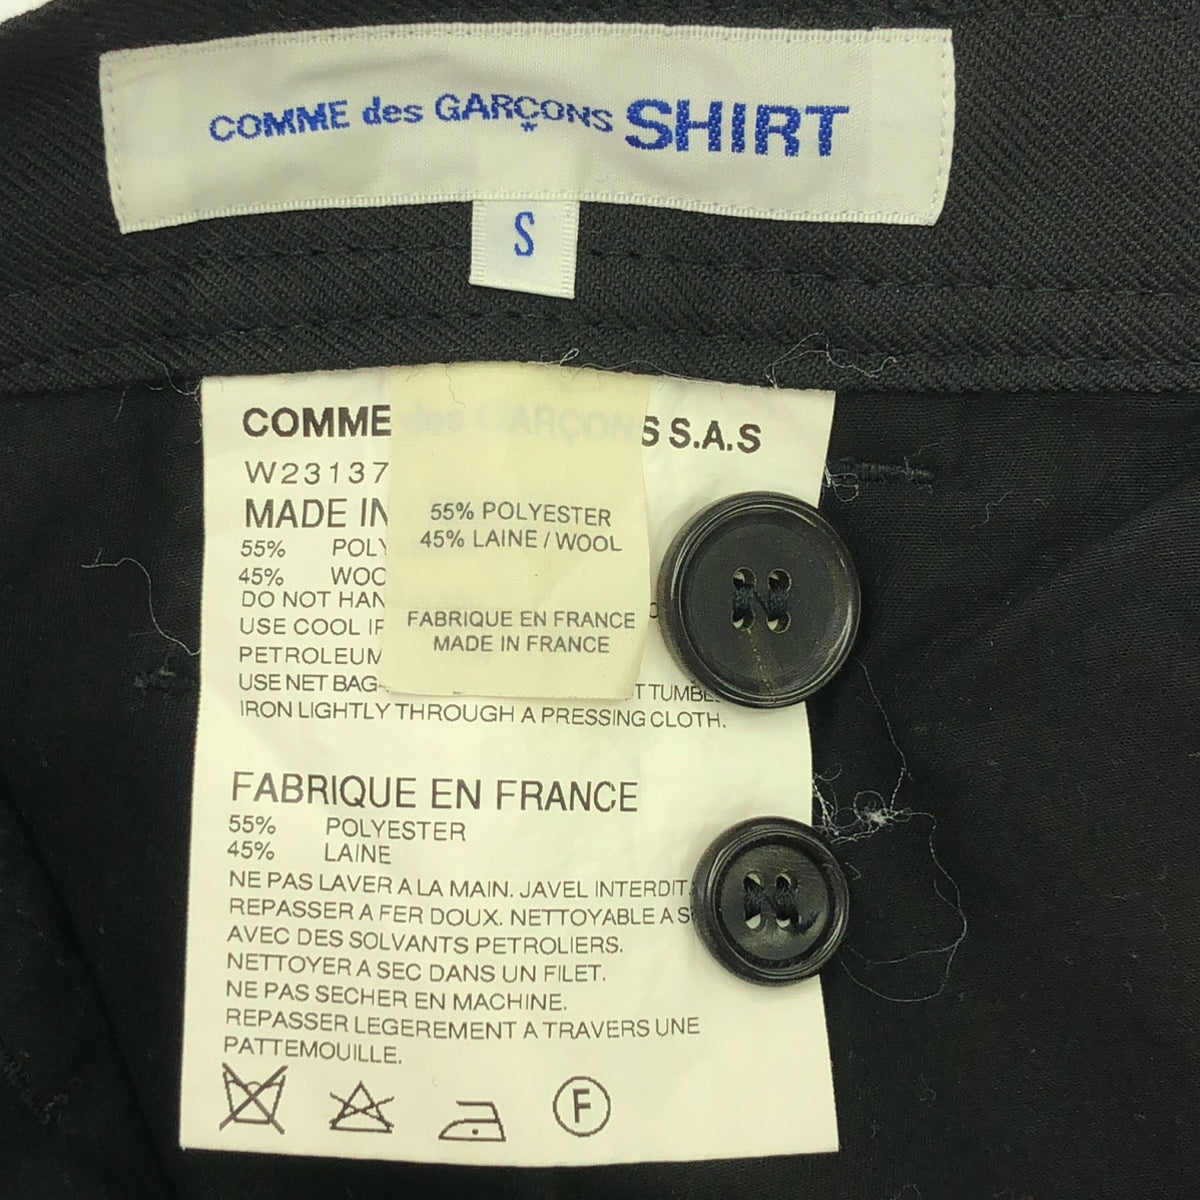 COMME des GARÇONS SHIRT
S
COMME des GARÇONS S.A.S
W23137
MADE IN
55% POLY
45% WOO
DO NOT HAN
USE COOL
PETROLEUM
USE NET BAG- T TUMBL
IRON LIGHTLY THROUGH A PRESSING CLOTH.
55% POLYESTER
45% LAINE / WOOL
FABRIQUE EN FRANCE
MADE IN FRANCE
FABRIQUE EN FRANCE
55% POLYESTER
45% LAINE
NE PAS LAVER A LA MAIN. JAVEL INTERDIT.
REPASSER A FER DOUX. NETTOYABLE A S
AVEC DES SOLVANTS PETROLIERS.
NETTOYER A SEC DANS UN FILET.
NE PAS SECHER EN MACHINE.
REPASSER LEGEREMENT A TRAVERS UNE
PATTEMOUILLE.
F